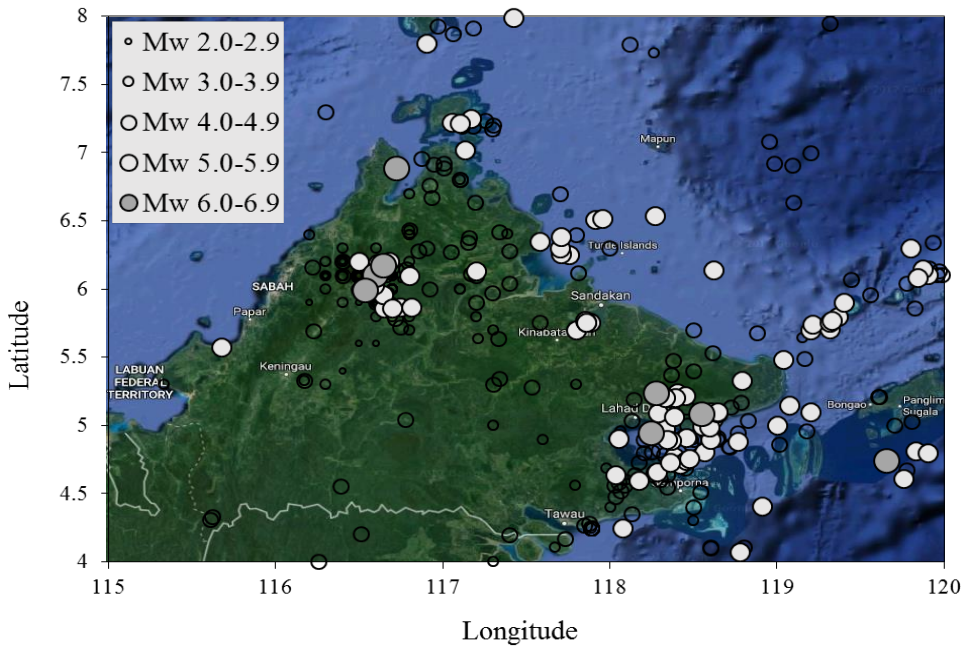 8
7.5
7
6.5
6
5.5
5
4.5
4
Latitude
Mw 2.0-2.9
Mw 3.0-3.9
Mw 4.0-4.9
Mw 5.0-5.9
Mw 6.0-6.9
Mapun
Turtle Islands
SABAH
Sandakan
Papar
Keningau
LABUAN
FEDERAL
TERRITORY
Lahad D
Bongao
Panglim
Sugala
Tawau
115
116
117
118
119
120
Longitude